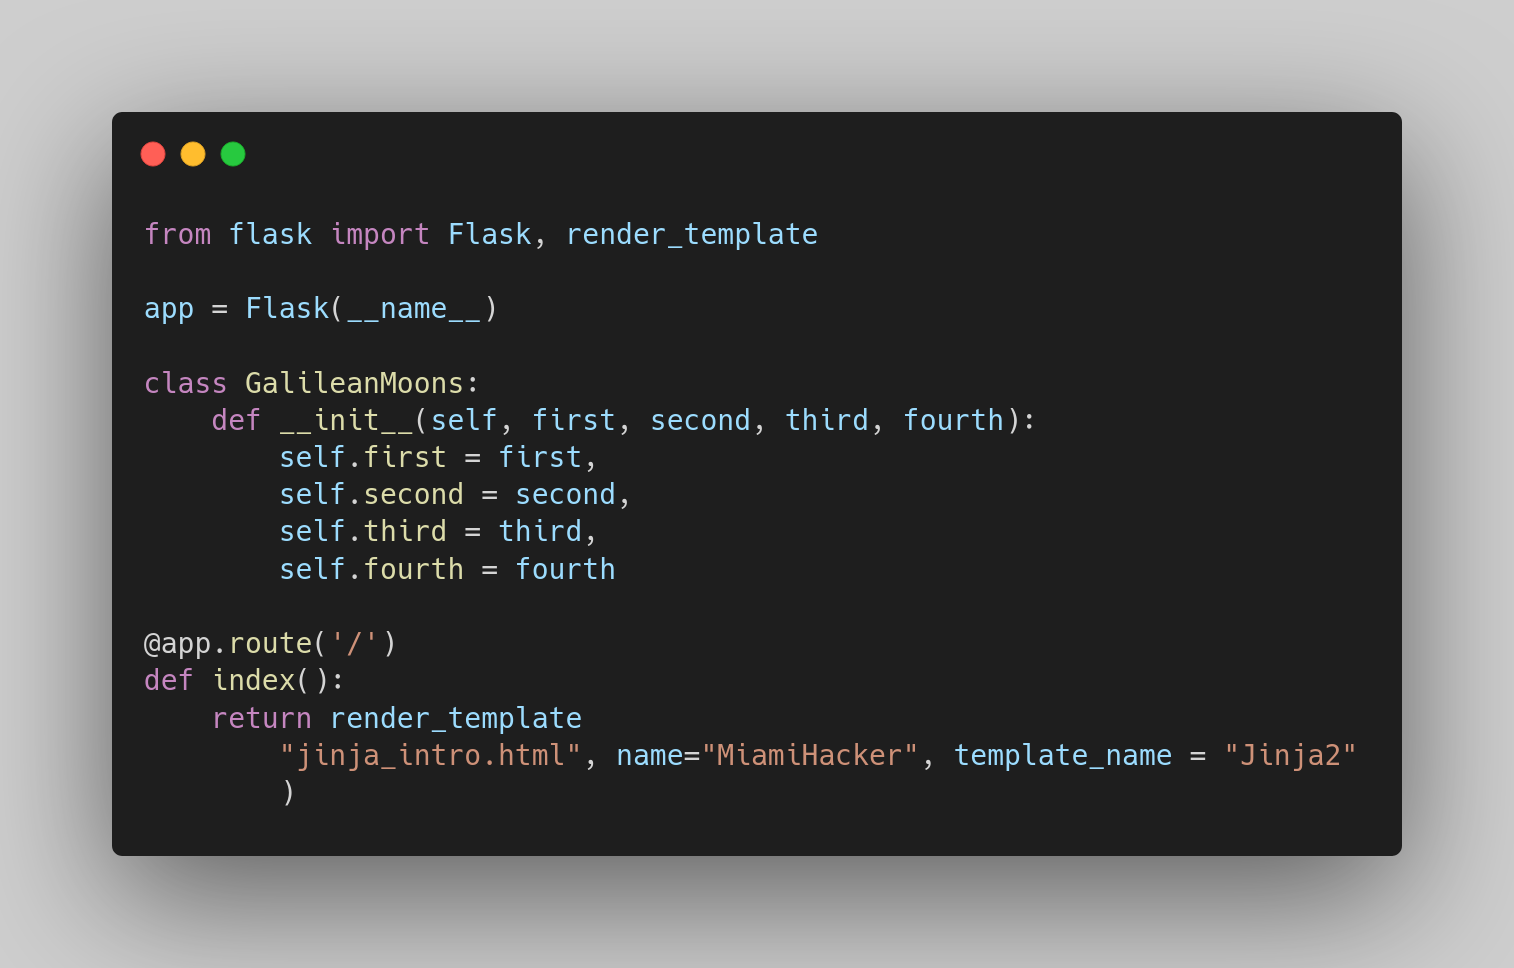 from flask import Flask, render_template
app = Flask(__name__)
class GalileanMoons:
    def __init__(self, first, second, third, fourth):
        self.first = first,
        self.second = second,
        self.third = third,
        self.fourth = fourth
@app.route('/')
def index():
    return render_template
        "jinja_intro.html", name="MiamiHacker", template_name = "Jinja2"
        )